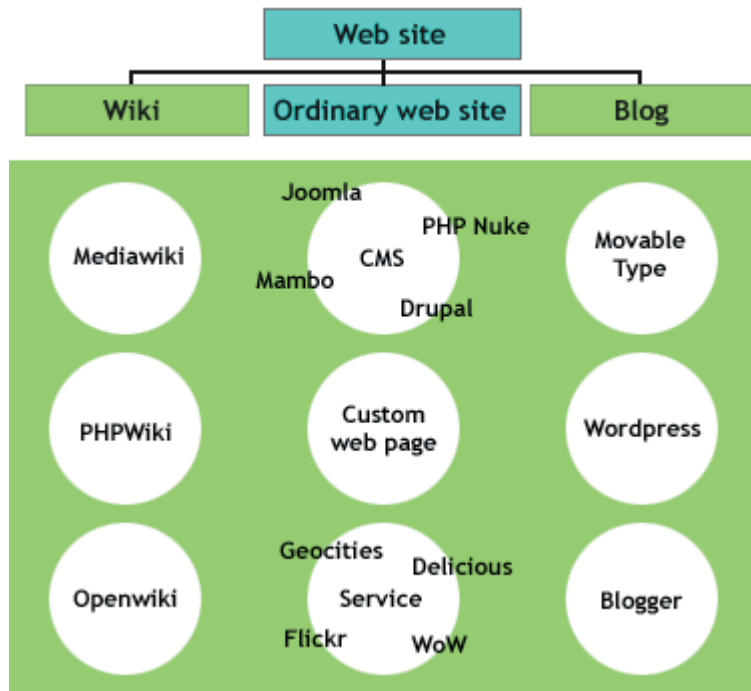 Web site
Wiki
Ordinary web site
Blog
Joomla
PHP Nuke
Mediawiki
CMS
Movable
Type
Mambo
Drupal
PHPWiki
Custom
web page
Wordpress
Geocities
Delicious
Openwiki
Service
Blogger
Flickr
WoW